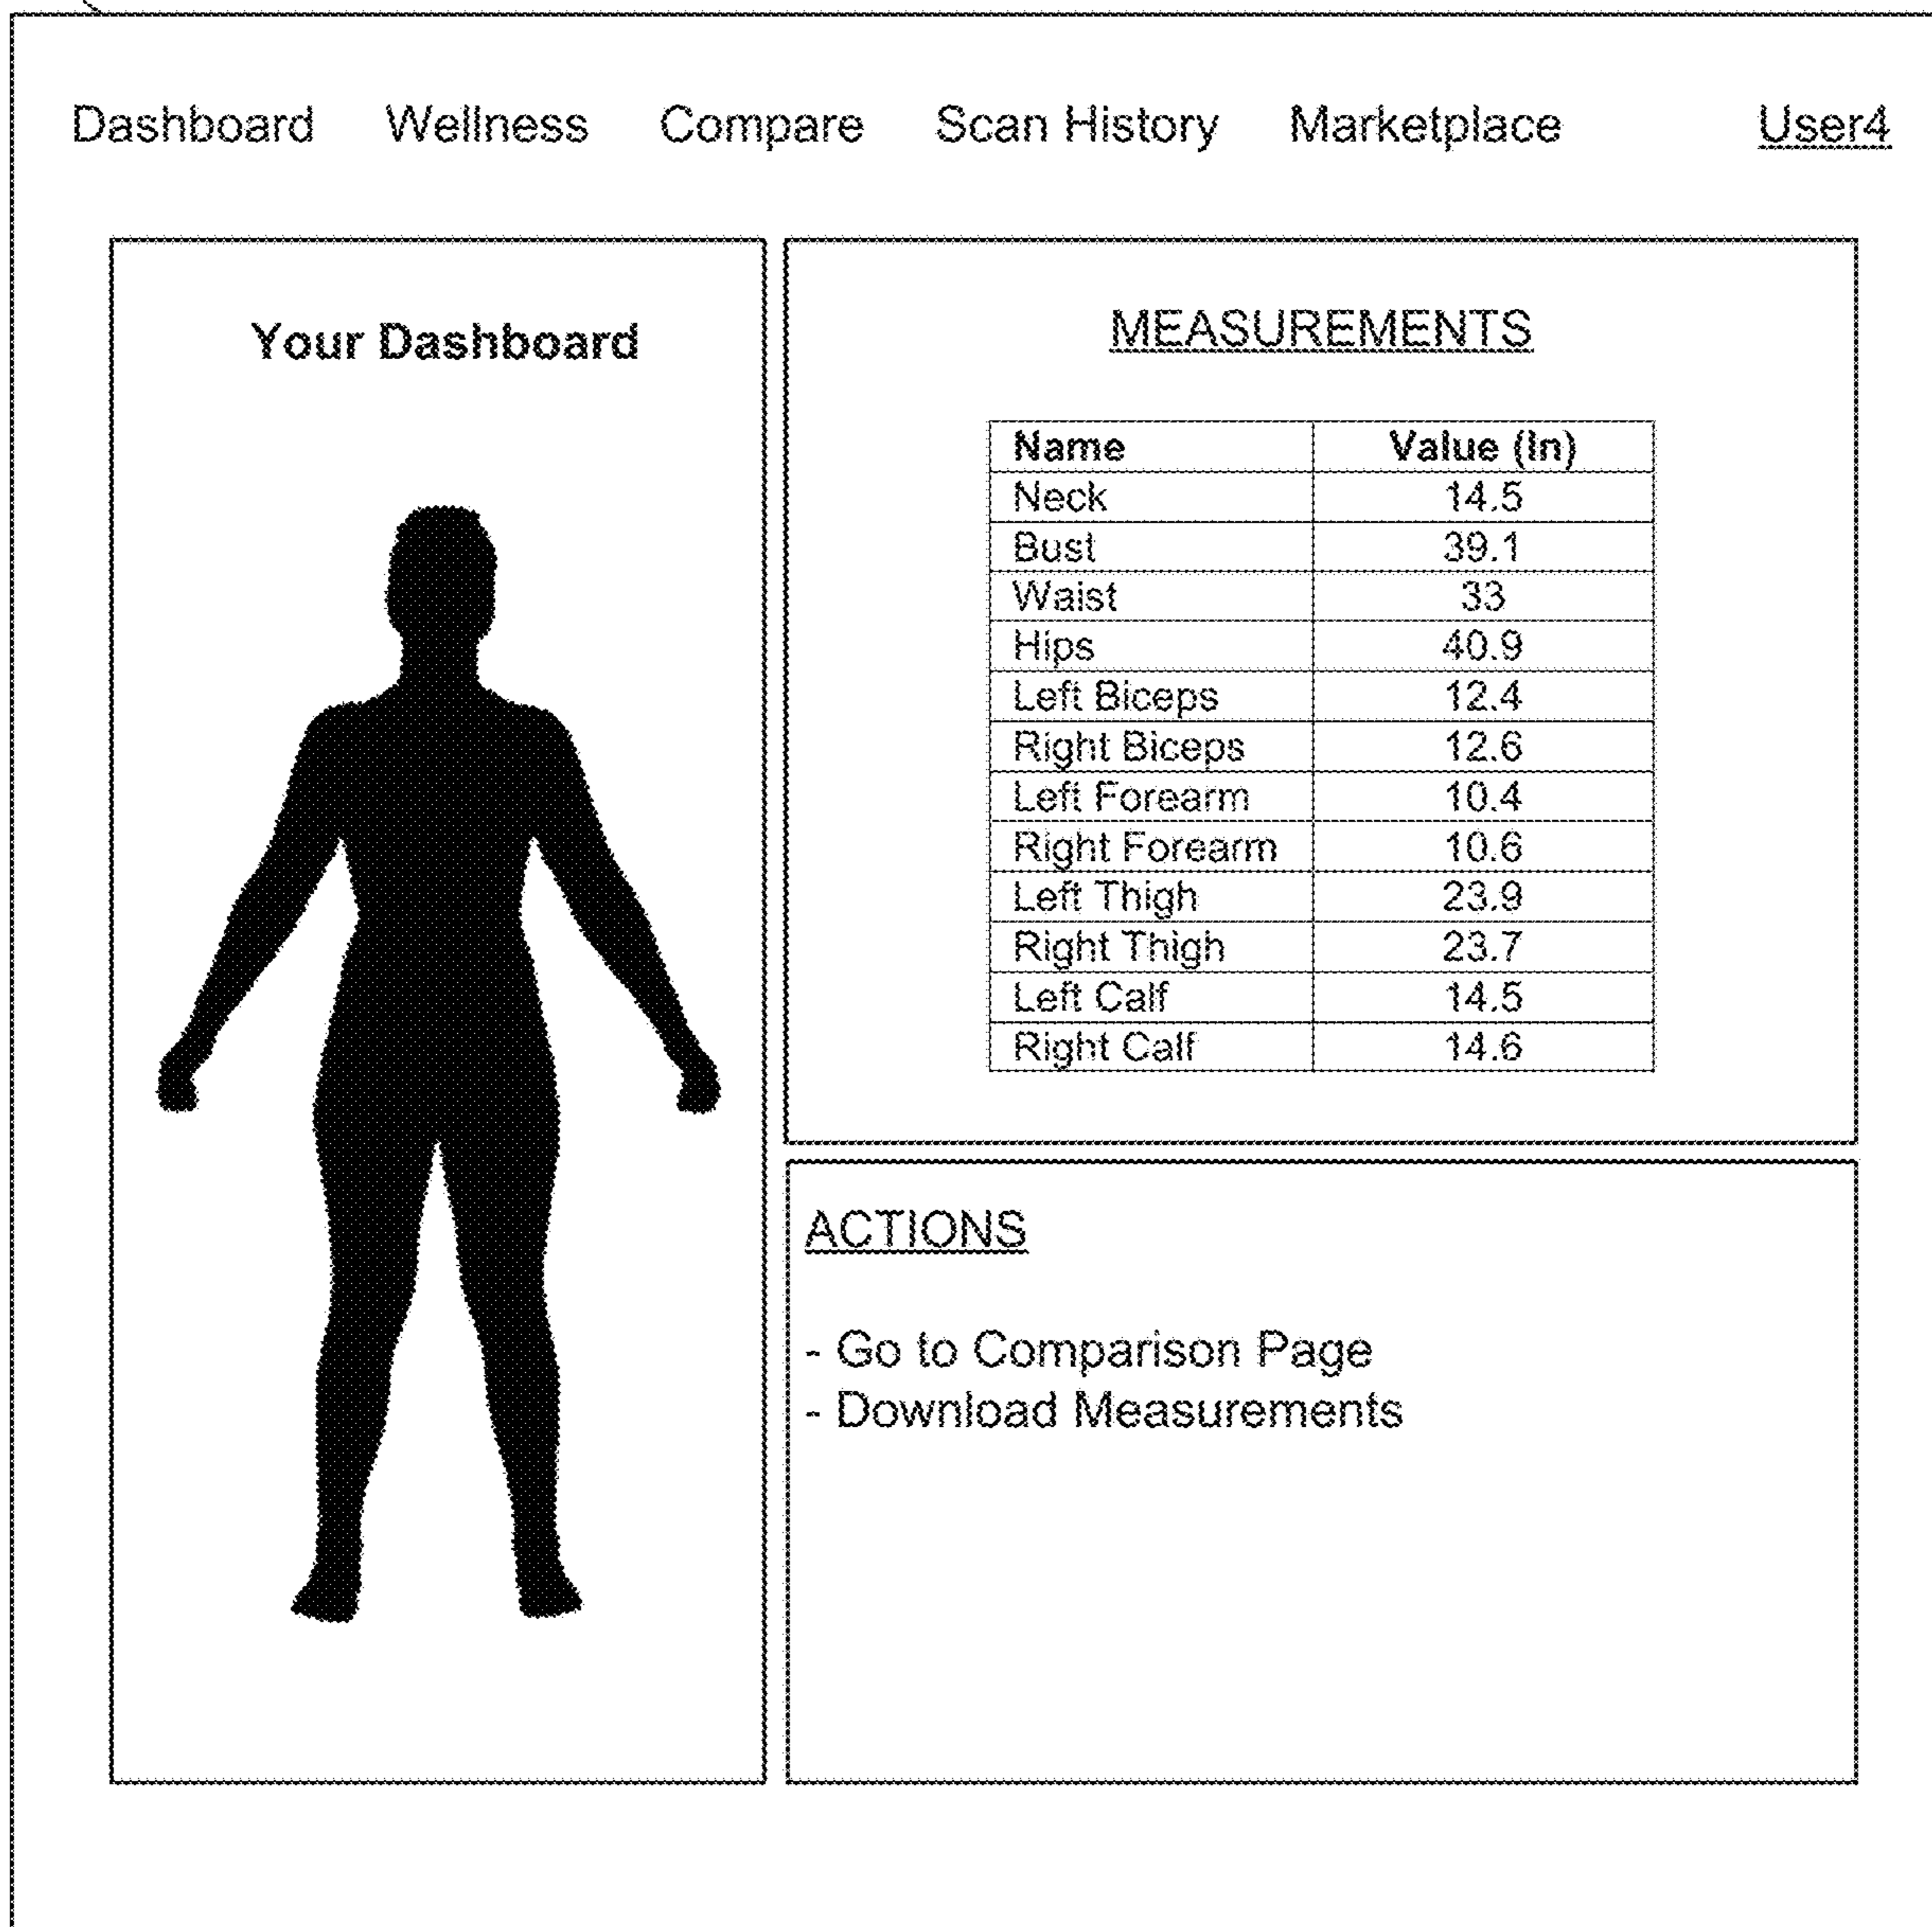 Dashboard Wellness Compare Scan History Marketplace User4
Your Dashboard
MEASUREMENTS
Name Value (In)
Neck 14.5
Bust 39.1
Waist 33
Hips 40.9
Left Biceps 12.4
Right Biceps 12.6
Left Forearm 10.4
Right Forearm 10.6
Left Thigh 23.9
Right Thigh 23.7
Left Calf 14.5
Right Calf 14.6
ACTIONS
- Go to Comparison Page
- Download Measurements